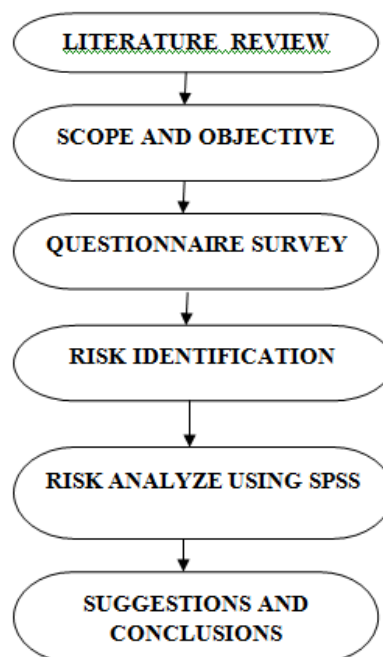 LITERATURE REVIEW
SCOPE AND OBJECTIVE
QUESTIONNAIRE SURVEY
RISK IDENTIFICATION
RISK ANALYZE USING SPSS
SUGGESTIONS AND
CONCLUSIONS